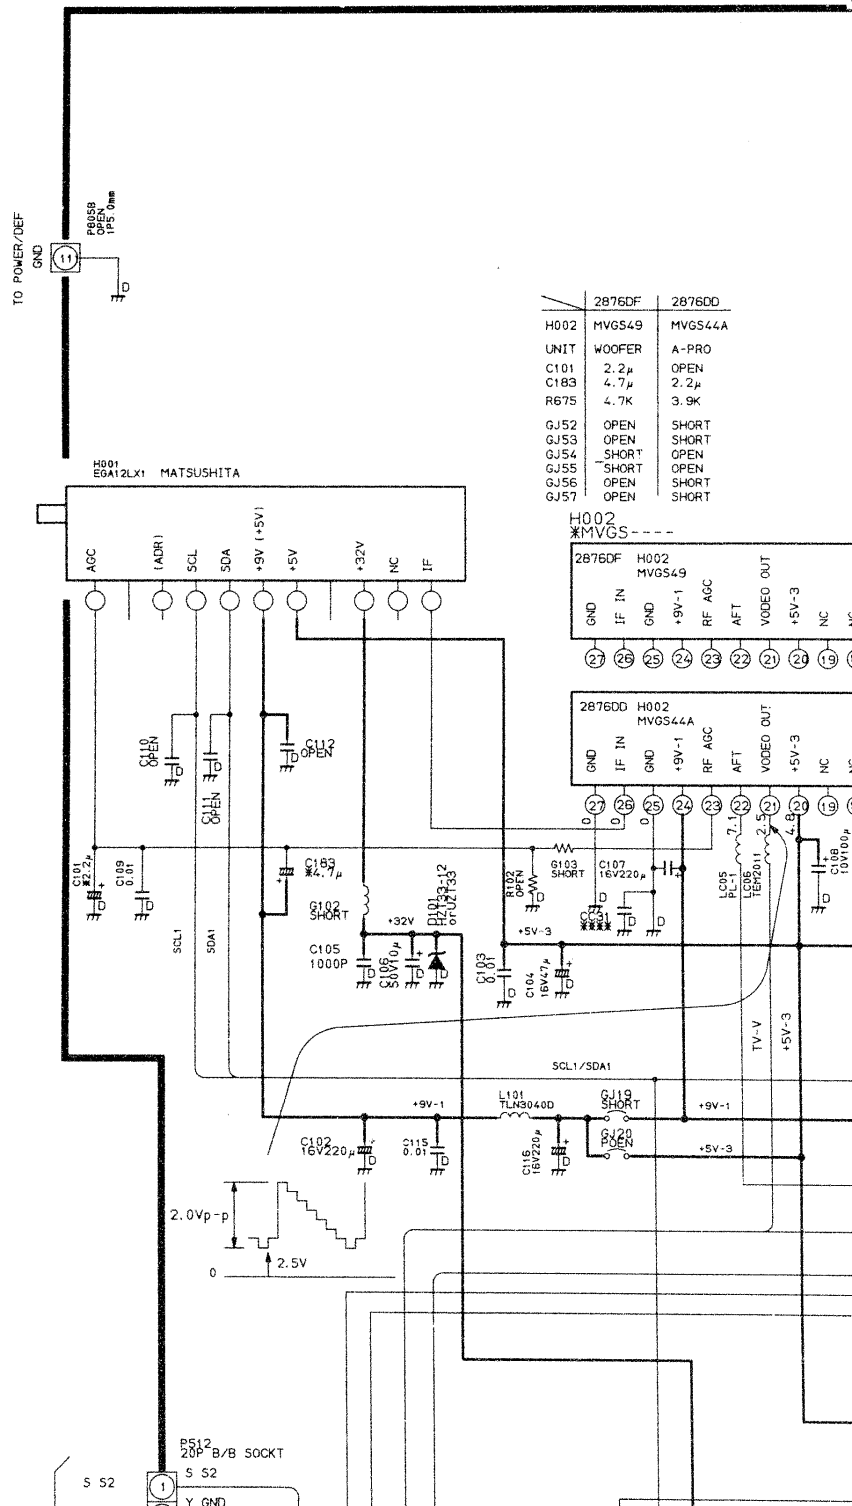 TO POWER/DEF
GND
11
P805B
OPEN
1P5.0mm
D
2876DF 2876DD
H002 MVGS49 MVGS44A
UNIT WOOFER A-PRO
C101 2.2μ OPEN
C183 4.7μ 2.2μ
R675 4.7K 3.9K
GJ52 OPEN SHORT
GJ53 OPEN SHORT
GJ54 SHORT OPEN
GJ55 SHORT OPEN
GJ56 OPEN SHORT
GJ57 OPEN SHORT
H001
EGA12LX1 MATSUSHITA
AGC
(ADR)
SCL
SDA
+9V (+5V)
+5V
+32V
NC
IF
H002
*MVGS----
2876DF H002
MVGS49
GND
IF IN
GND
+9V-1
RF AGC
AFT
VODEO OUT
+5V-3
NC
27 26 25 24 23 22 21 20 19
2876DD H002
MVGS44A
GND
IF IN
GND
+9V-1
RF AGC
AFT
VODEO OUT
+5V-3
NC
27 26 25 24 23 22 21 20 19
0
0
7.1
2.5
4.8
C110
OPEN
D
C111
OPEN
D
C112
OPEN
D
C101
*2.2μ
D
C109
0.01
D
C183
*4.7μ
D
G102
SHORT
C105
1000P
D
+32V
C106
50V10μ
D
D101
HZT33-12
orUZT33
D
SCL1
SDA1
R102
OPEN
D
G103
SHORT
C107
16V220μ
CC31
****
D
D
D
LC05
PL-1
LC06
TEM2011
C108
10V100μ
D
+5V-3
C103
0.01
D
C104
16V47μ
D
TV-V
+5V-3
SCL1/SDA1
+9V-1
L101
TLN3040D
GJ19
SHORT
+9V-1
GJ20
POEN
+5V-3
C102
16V220μ
D
C115
0.01
D
C116
16V220μ
D
2.0Vp-p
2.5V
0
P512
20P B/B SOCKT
S S2
S S2
1
Y GND